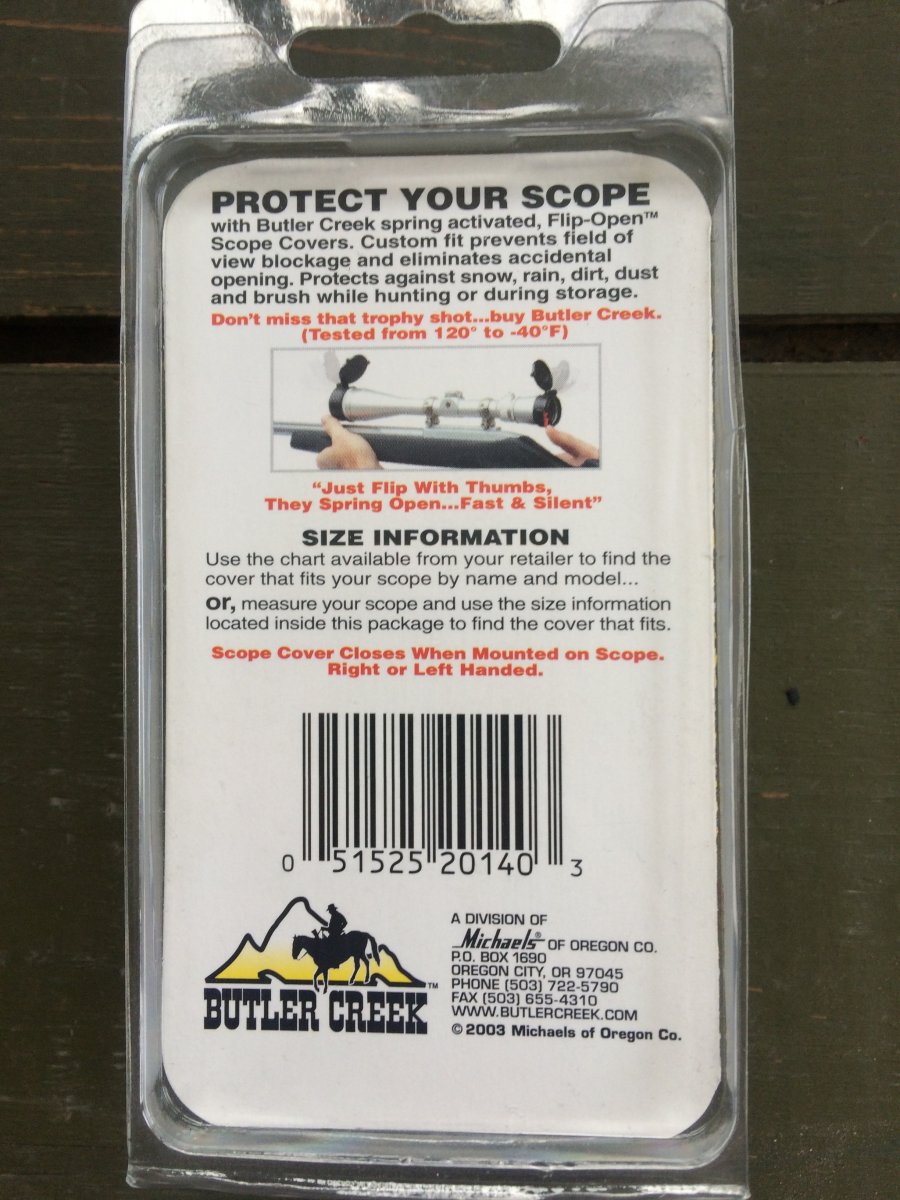 PROTECT YOUR SCOPE
with Butler Creek spring activated, Flip-Open™
Scope Covers. Custom fit prevents field of
view blockage and eliminates accidental
opening. Protects against snow, rain, dirt, dust
and brush while hunting or during storage.
Don't miss that trophy shot...buy Butler Creek.
(Tested from 120° to -40°F)
“Just Flip With Thumbs,
They Spring Open...Fast & Silent”
SIZE INFORMATION
Use the chart available from your retailer to find the
cover that fits your scope by name and model...
or, measure your scope and use the size information
located inside this package to find the cover that fits.
Scope Cover Closes When Mounted on Scope.
Right or Left Handed.
0 51525 20140 3
BUTLER CREEK™
A DIVISION OF
Michaels® OF OREGON CO.
P.O. BOX 1690
OREGON CITY, OR 97045
PHONE (503) 722-5790
FAX (503) 655-4310
WWW.BUTLERCREEK.COM
© 2003 Michaels of Oregon Co.